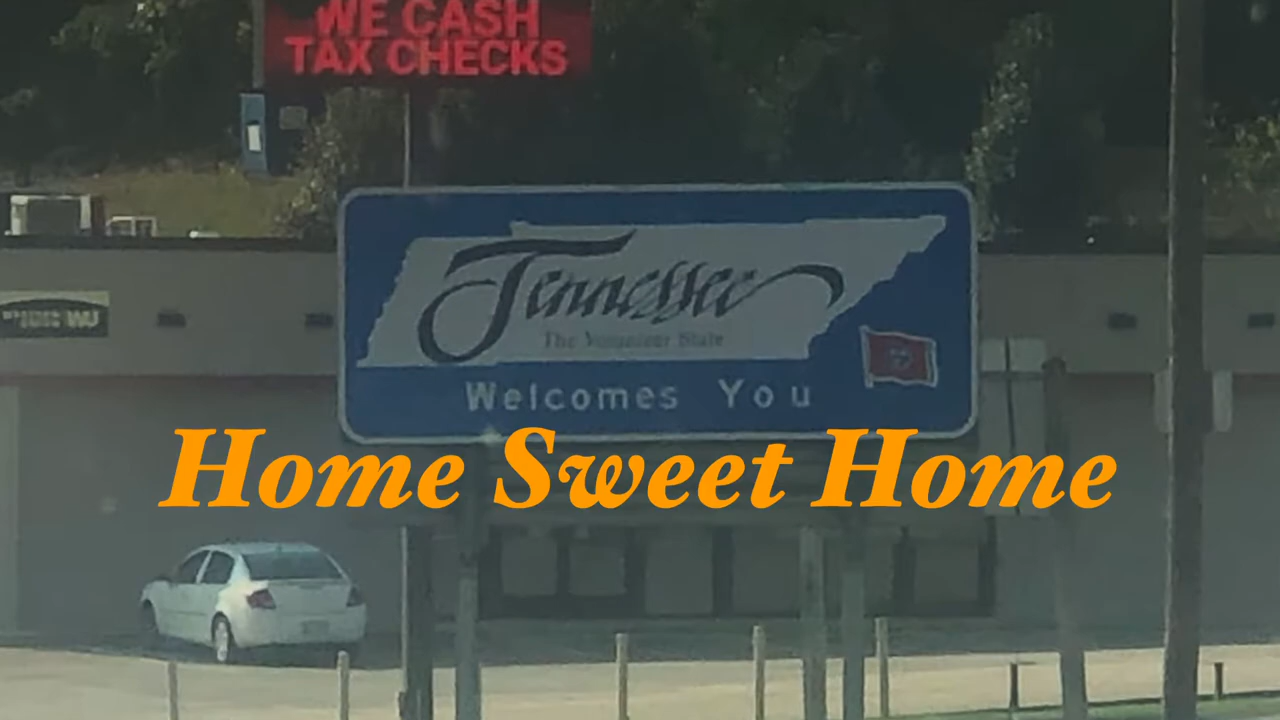 WE CASH
TAX CHECKS
Tennessee
The Volunteer State
Welcomes You
Home Sweet Home